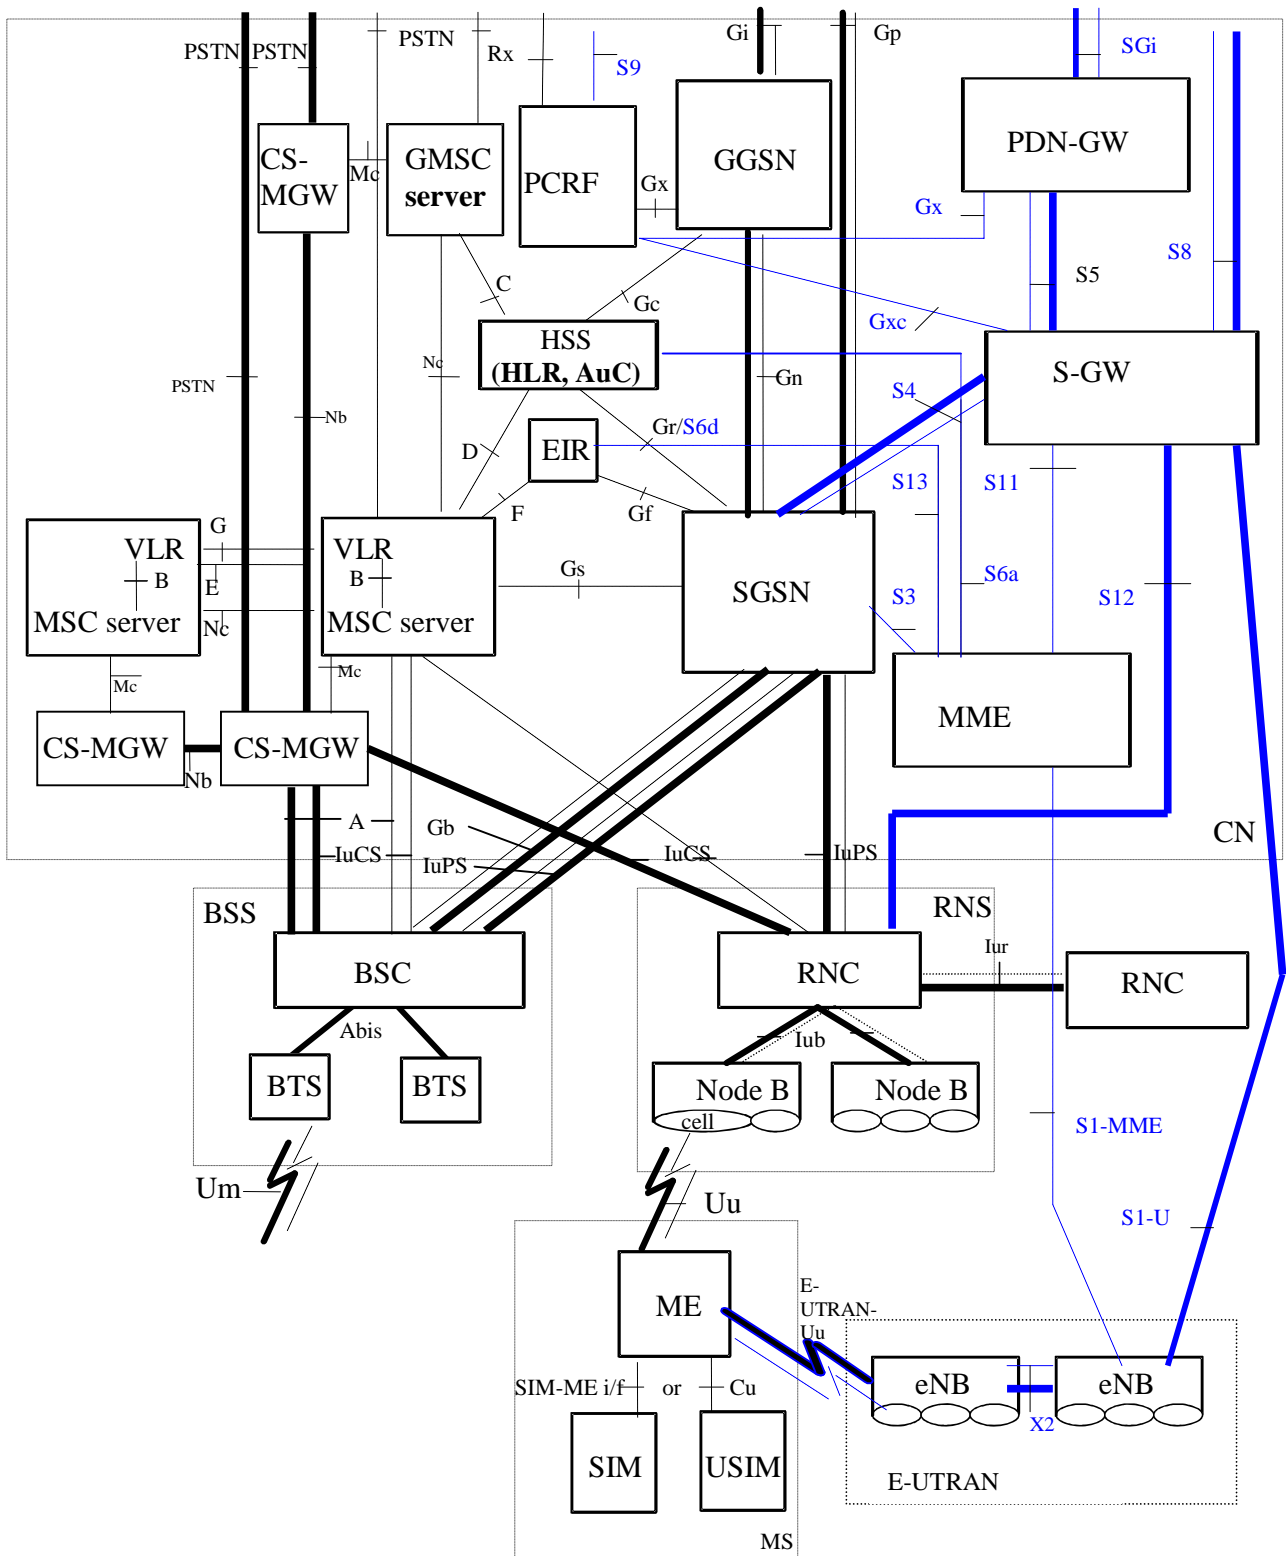 PSTN
PSTN
PSTN
Rx
S9
Gi
Gp
SGi
CS-
MGW
Mc
GMSC
server
PCRF
Gx
GGSN
PDN-GW
Gx
S8
S5
C
Gc
Gxc
HSS
(HLR, AuC)
PSTN
Nc
Gn
S4
S-GW
Nb
D
EIR
Gr/S6d
S13
S11
F
Gf
G
VLR
B
E
Nc
MSC server
VLR
B
MSC server
Gs
SGSN
S3
S6a
S12
Mc
Mc
CS-MGW
Nb
CS-MGW
MME
A
Gb
IuCS
IuPS
IuCS
IuPS
CN
BSS
RNS
BSC
RNC
Iur
RNC
Abis
Iub
BTS
BTS
Node B
cell
Node B
S1-MME
Um
Uu
S1-U
ME
E-
UTRAN-
Uu
SIM-ME i/f
or
Cu
eNB
X2
eNB
SIM
USIM
E-UTRAN
MS